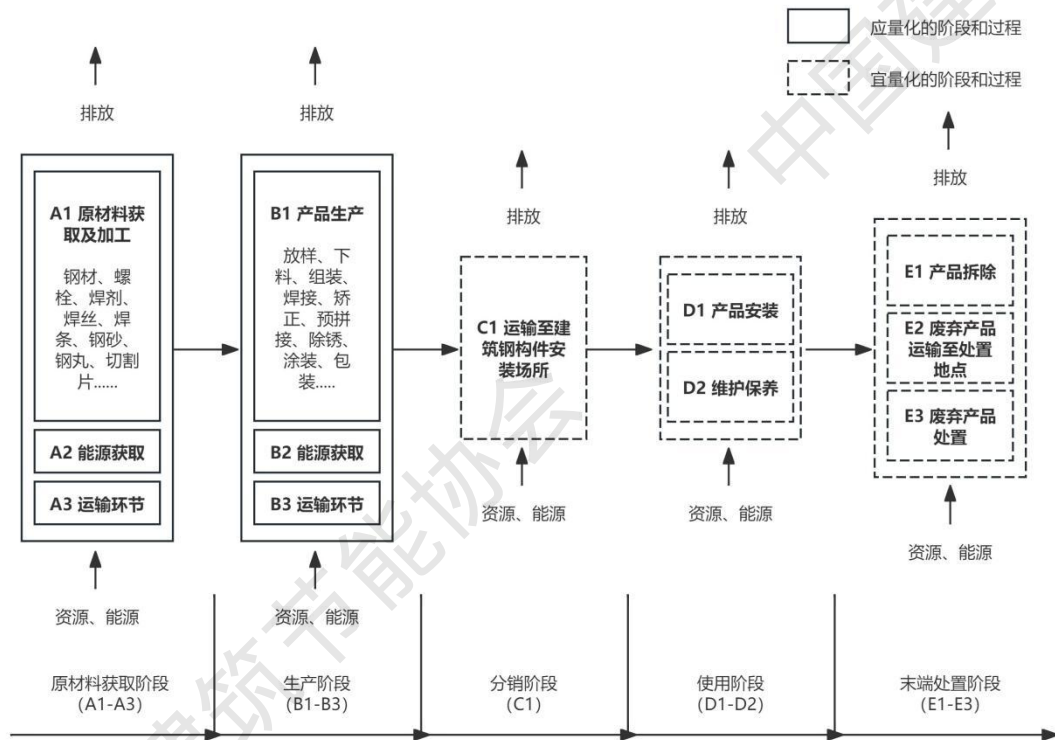 应量化的阶段和过程
宜量化的阶段和过程
排放
排放
排放
排放
排放
A1 原材料获
取及加工
钢材、螺
栓、焊剂、
焊丝、焊
条、钢砂、
钢丸、切割
片......
A2 能源获取
A3 运输环节
资源、能源
B1 产品生产
放样、下
料、组装、
焊接、矫
正、预拼
接、除锈、
涂装、包
装.....
B2 能源获取
B3 运输环节
资源、能源
C1 运输至建
筑钢构件安
装场所
资源、能源
D1 产品安装
D2 维护保养
资源、能源
E1 产品拆除
E2 废弃产品
运输至处置
地点
E3 废弃产品
处置
资源、能源
原材料获取阶段
（A1-A3）
生产阶段
（B1-B3）
分销阶段
（C1）
使用阶段
（D1-D2）
末端处置阶段
（E1-E3）
中国建
建筑节能协会